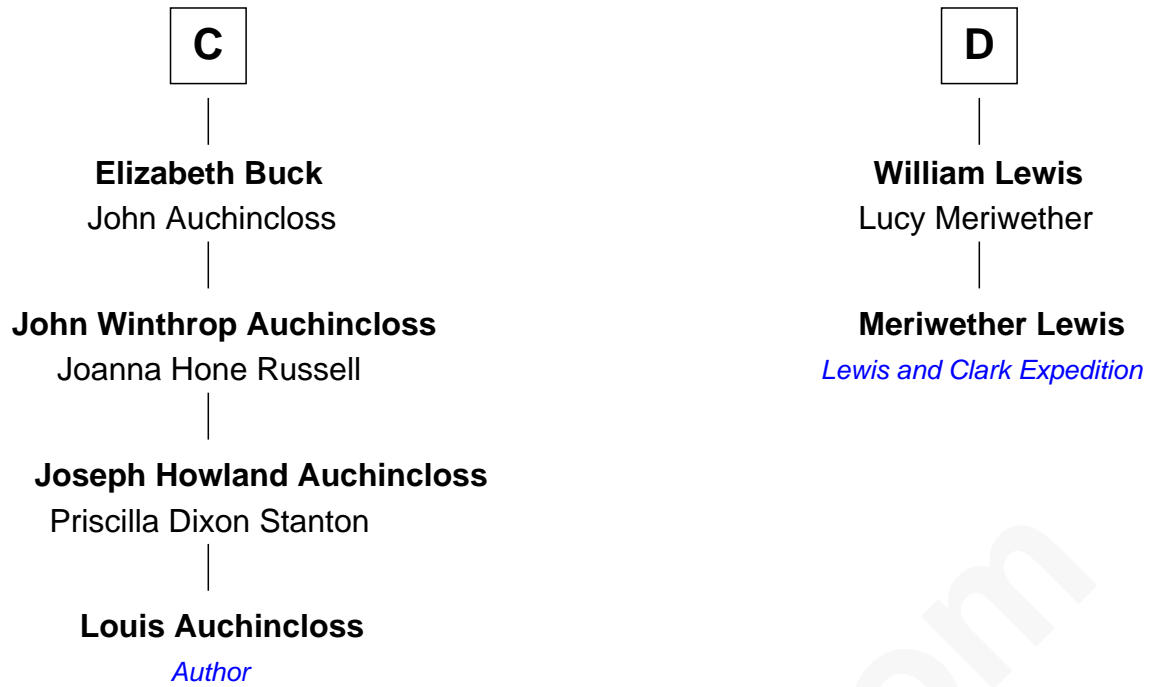 C
Elizabeth Buck
John Auchincloss
John Winthrop Auchincloss
Joanna Hone Russell
Joseph Howland Auchincloss
Priscilla Dixon Stanton
Louis Auchincloss
Author
D
William Lewis
Lucy Meriwether
Meriwether Lewis
Lewis and Clark Expedition
om